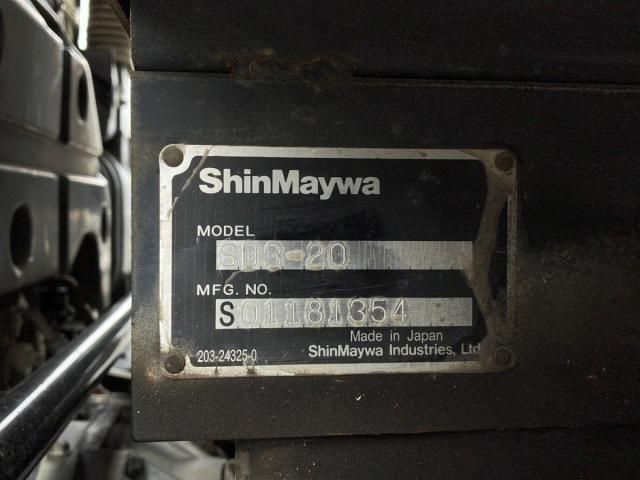 ShinMaywa
MODEL
SD3-20
MFG. NO.
S01181354
Made in Japan
203-24325-0
ShinMaywa Industries, Ltd